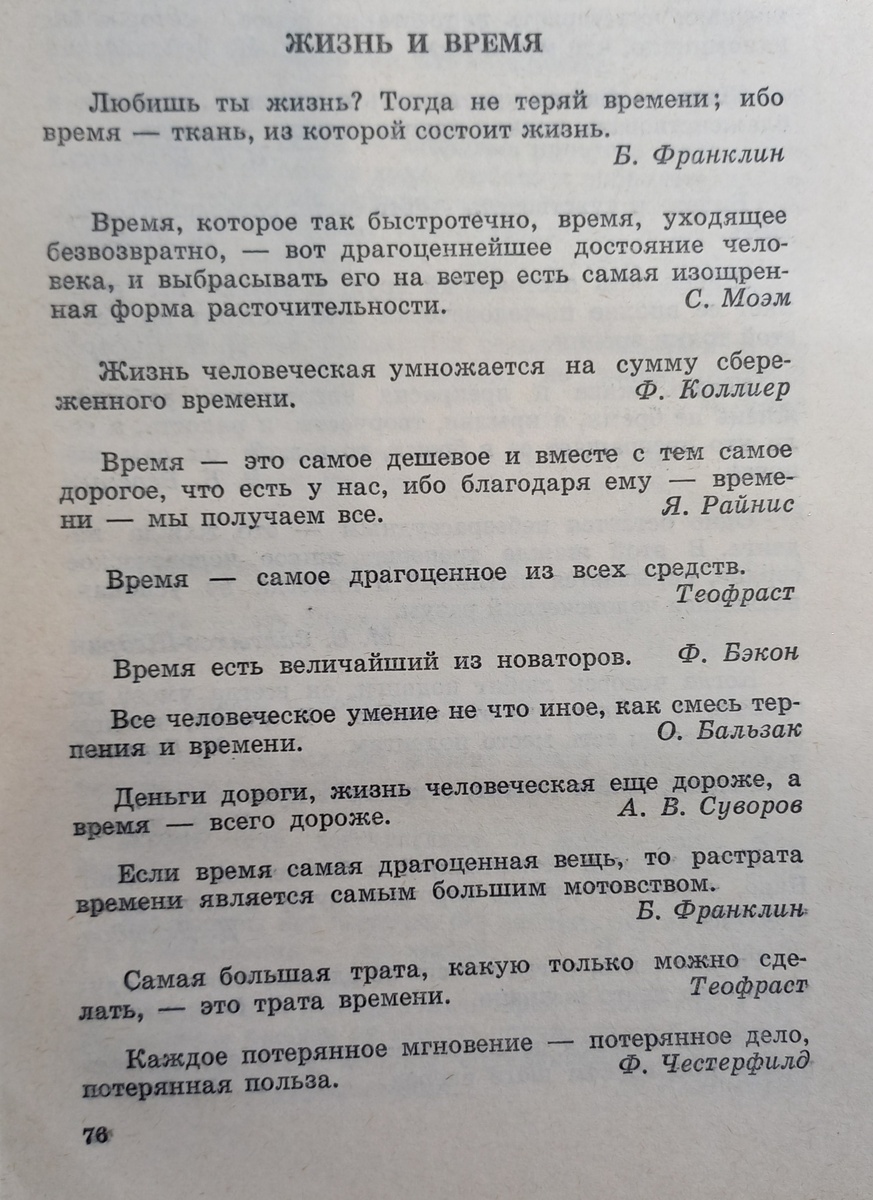 ЖИЗНЬ И ВРЕМЯ
Любишь ты жизнь? Тогда не теряй времени; ибо
время — ткань, из которой состоит жизнь.
Б. Франклин
Время, которое так быстротечно, время, уходящее
безвозвратно, — вот драгоценнейшее достояние чело-
века, и выбрасывать его на ветер есть самая изощрен-
ная форма расточительности. С. Моэм
Жизнь человеческая умножается на сумму сбере-
женного времени. Ф. Коллиер
Время — это самое дешевое и вместе с тем самое
дорогое, что есть у нас, ибо благодаря ему — време-
ни — мы получаем все. Я. Райнис
Время — самое драгоценное из всех средств.
Теофраст
Время есть величайший из новаторов. Ф. Бэкон
Все человеческое умение не что иное, как смесь тер-
пения и времени. О. Бальзак
Деньги дороги, жизнь человеческая еще дороже, а
время — всего дороже. А. В. Суворов
Если время самая драгоценная вещь, то растрата
времени является самым большим мотовством.
Б. Франклин
Самая большая трата, какую только можно сде-
лать, — это трата времени. Теофраст
Каждое потерянное мгновение — потерянное дело,
потерянная польза. Ф. Честерфилд
76